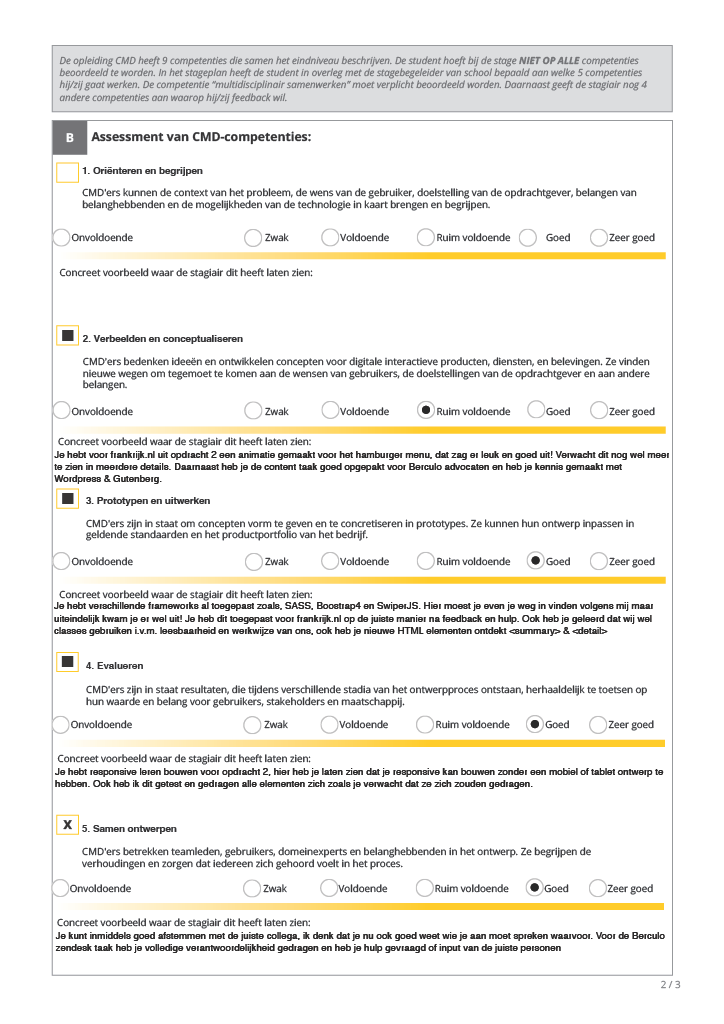 De opleiding CMD heeft 9 competenties die samen het eindniveau beschrijven. De student hoeft bij de stage NIET OP ALLE competenties
beoordeeld te worden. In het stageplan heeft de student in overleg met de stagebegeleider van school bepaald aan welke 5 competenties
hij/zij gaat werken. De competentie "multidisciplinair samenwerken" moet verplicht beoordeeld worden. Daarnaast geeft de stagiair nog 4
andere competenties aan waarop hij/zij feedback wil.
B Assessment van CMD-competenties:
1. Oriënteren en begrijpen
CMD'ers kunnen de context van het probleem, de wens van de gebruiker, doelstelling van de opdrachtgever, belangen van
belanghebbenden en de mogelijkheden van de technologie in kaart brengen en begrijpen.
Onvoldoende Zwak Voldoende Ruim voldoende Goed Zeer goed
Concreet voorbeeld waar de stagiair dit heeft laten zien:
2. Verbeelden en conceptualiseren
CMD'ers bedenken ideeën en ontwikkelen concepten voor digitale interactieve producten, diensten, en belevingen. Ze vinden
nieuwe wegen om tegemoet te komen aan de wensen van gebruikers, de doelstellingen van de opdrachtgever en aan andere
belangen.
Onvoldoende Zwak Voldoende Ruim voldoende Goed Zeer goed
Concreet voorbeeld waar de stagiair dit heeft laten zien:
Je hebt voor frankrijk.nl uit opdracht 2 een animatie gemaakt voor het hamburger menu, dat zag er leuk en goed uit! Verwacht dit nog wel meer
te zien in meerdere details. Daarnaast heb je de content taak goed opgepakt voor Berculo advocaten en heb je kennis gemaakt met
Wordpress & Gutenberg.
3. Prototypen en uitwerken
CMD'ers zijn in staat om concepten vorm te geven en te concretiseren in prototypes. Ze kunnen hun ontwerp inpassen in
geldende standaarden en het productportfolio van het bedrijf.
Onvoldoende Zwak Voldoende Ruim voldoende Goed Zeer goed
Concreet voorbeeld waar de stagiair dit heeft laten zien:
Je hebt verschillende frameworks al toegepast zoals, SASS, Boostrap4 en SwiperJS. Hier moest je even je weg in vinden volgens mij maar
uiteindelijk kwam je er wel uit! Je heb dit toegepast voor frankrijk.nl op de juiste manier na feedback en hulp. Ook heb je geleerd dat wij wel
classes gebruiken i.v.m. leesbaarheid en werkwijze van ons, ook heb je nieuwe HTML elementen ontdekt <summary> & <detail>
4. Evalueren
CMD'ers zijn in staat resultaten, die tijdens verschillende stadia van het ontwerpproces ontstaan, herhaaldelijk te toetsen op
hun waarde en belang voor gebruikers, stakeholders en maatschappij.
Onvoldoende Zwak Voldoende Ruim voldoende Goed Zeer goed
Concreet voorbeeld waar de stagiair dit heeft laten zien:
Je hebt responsive leren bouwen voor opdracht 2, hier heb je laten zien dat je responsive kan bouwen zonder een mobiel of tablet ontwerp te
hebben. Ook heb ik dit getest en gedragen alle elementen zich zoals je verwacht dat ze zich zouden gedragen.
X 5. Samen ontwerpen
CMD'ers betrekken teamleden, gebruikers, domeinexperts en belanghebbenden in het ontwerp. Ze begrijpen de
verhoudingen en zorgen dat iedereen zich gehoord voelt in het proces.
Onvoldoende Zwak Voldoende Ruim voldoende Goed Zeer goed
Concreet voorbeeld waar de stagiair dit heeft laten zien:
Je kunt inmiddels goed afstemmen met de juiste collega, ik denk dat je nu ook goed weet wie je aan moet spreken waarvoor. Voor de Berculo
zendesk taak heb je volledige verantwoordelijkheid gedragen en heb je hulp gevraagd of input van de juiste personen
2 / 3